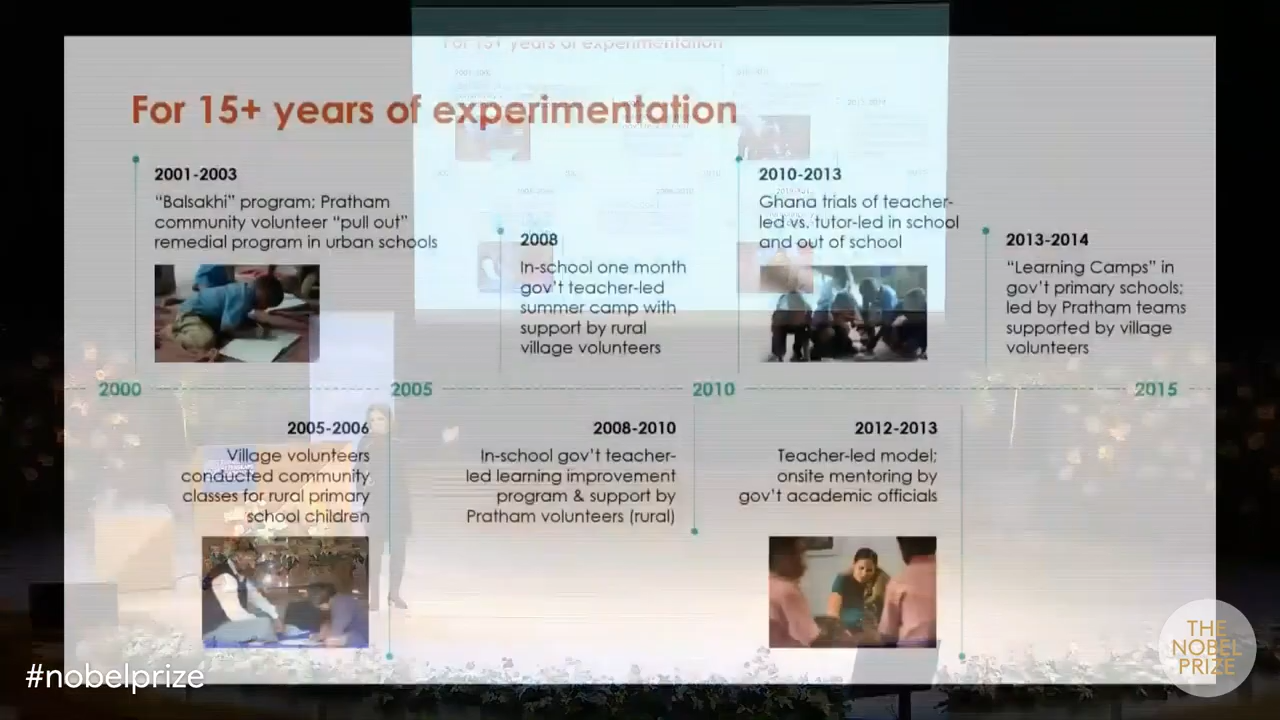 For 15+ years of experimentation
2001-2003
“Balsakhi” program; Pratham
community volunteer “pull out”
remedial program in urban schools
2008
In-school one month
gov’t teacher-led
summer camp with
support by rural
village volunteers
2010-2013
Ghana trials of teacher-
led vs. tutor-led in school
and out of school
2013-2014
“Learning Camps” in
gov’t primary schools;
led by Pratham teams
supported by village
volunteers
2000
2005
2010
2015
2005-2006
Village volunteers
conducted community
classes for rural primary
school children
2008-2010
In-school gov’t teacher-
led learning improvement
program & support by
Pratham volunteers (rural)
2012-2013
Teacher-led model;
onsite mentoring by
gov’t academic officials
#nobelprize
THE
NOBEL
PRIZE
For 15+ years of experimentation